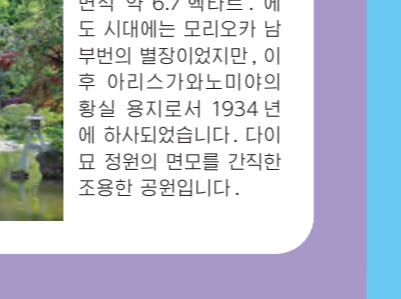 면적 약 6.7 헥타르. 에
도 시대에는 모리오카 남
부번의 별장이었지만, 이
후 아리스가와노미야의
황실 용지로서 1934 년
에 하사되었습니다. 다이
묘 정원의 면모를 간직한
조용한 공원입니다.